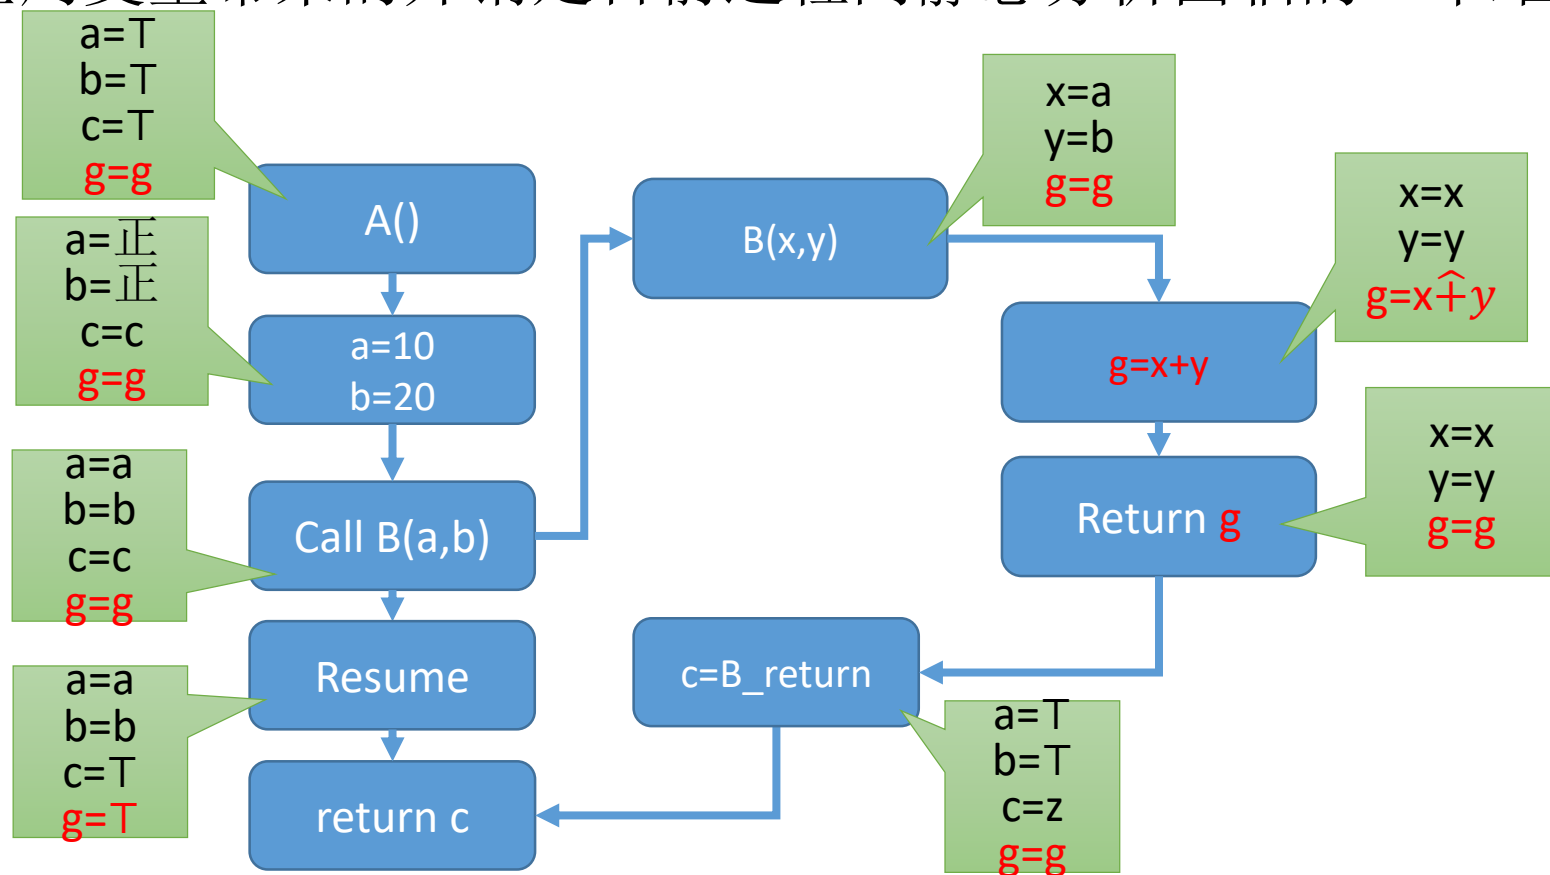 a=⊤
b=⊤
c=⊤
g=g
A()
a=正
b=正
c=c
g=g
a=10
b=20
a=a
b=b
c=c
g=g
Call B(a,b)
a=a
b=b
c=⊤
g=⊤
Resume
return c
x=a
y=b
g=g
B(x,y)
x=x
y=y
g=x+̂y
g=x+y
x=x
y=y
g=g
Return g
c=B_return
a=⊤
b=⊤
c=z
g=g